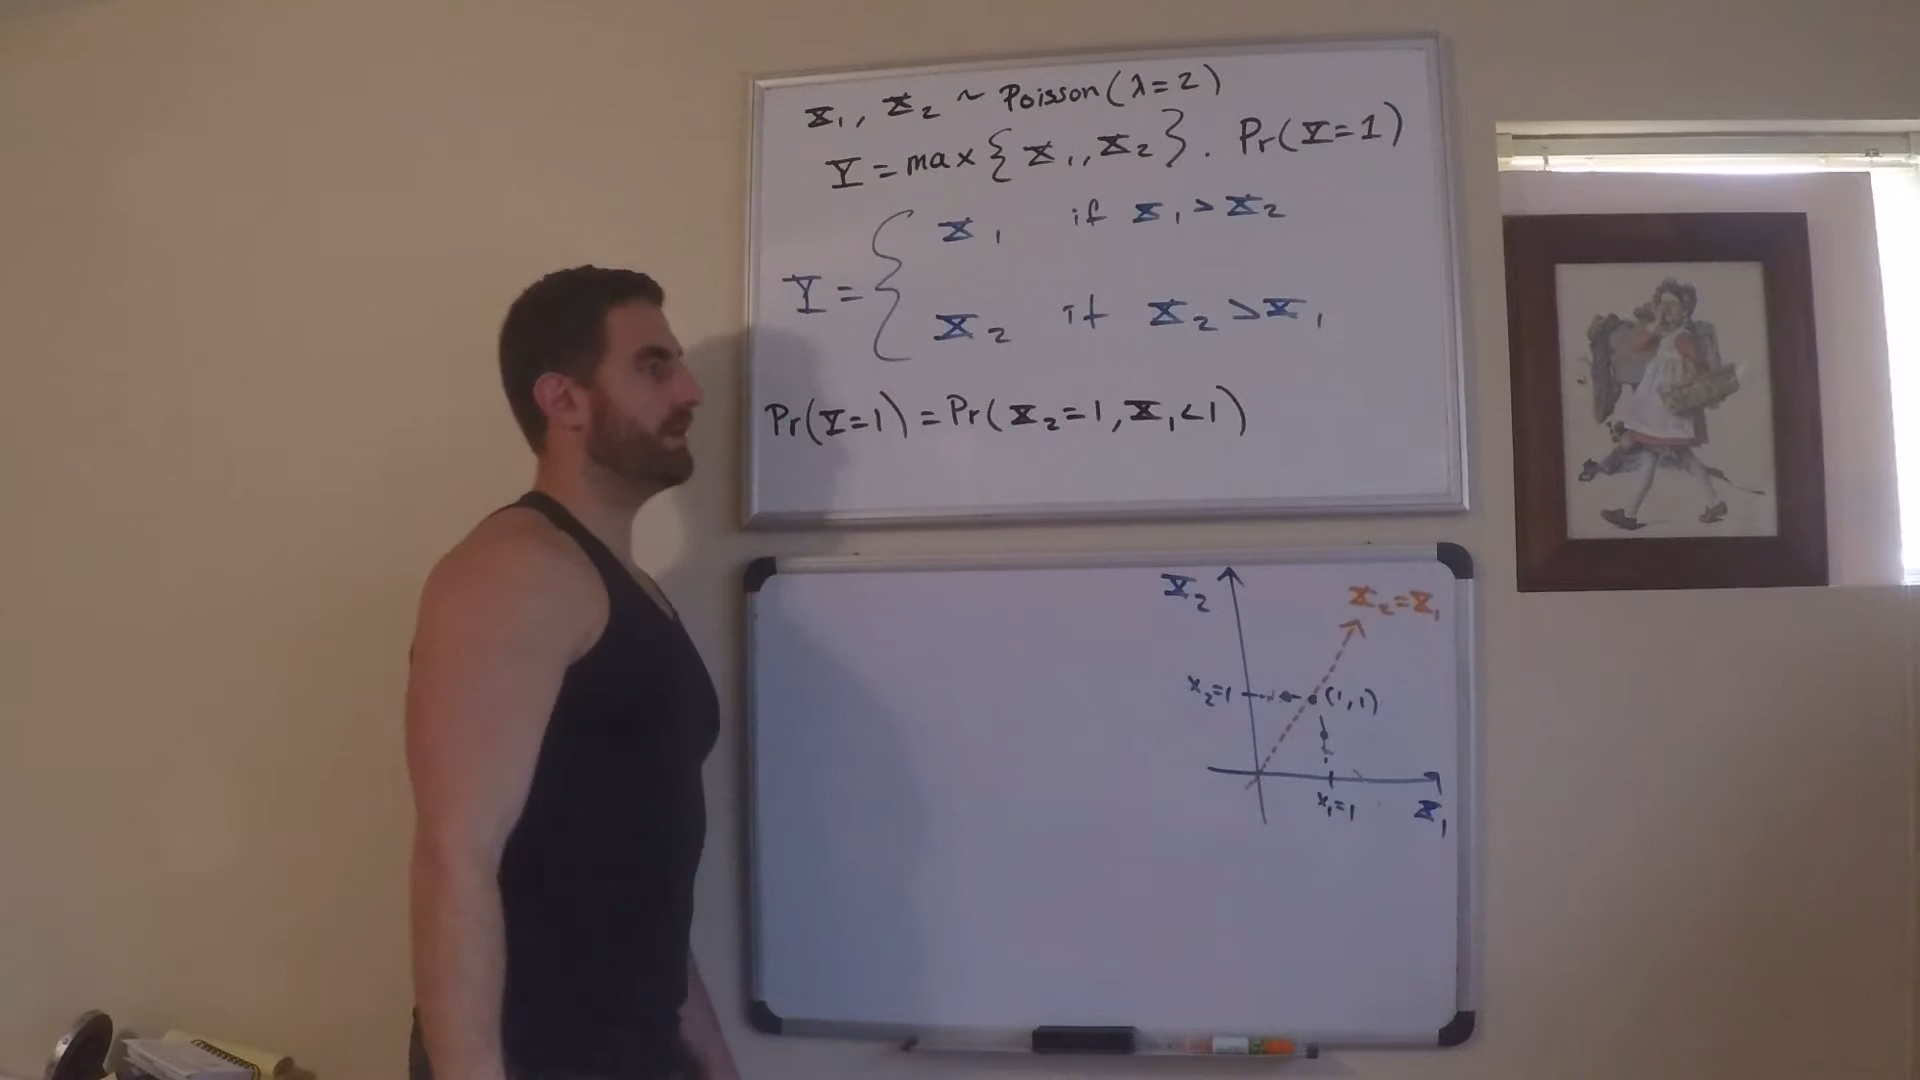 X₁, X₂ ~ Poisson(λ=2)
Y = max{X₁, X₂}. Pr(Y=1)
Y = { X₁ if X₁ > X₂
X₂ if X₂ > X₁
Pr(Y=1) = Pr(X₂=1, X₁<1)
X₂
X₂=X₁
x₂=1
(1,1)
x₁=1
X₁